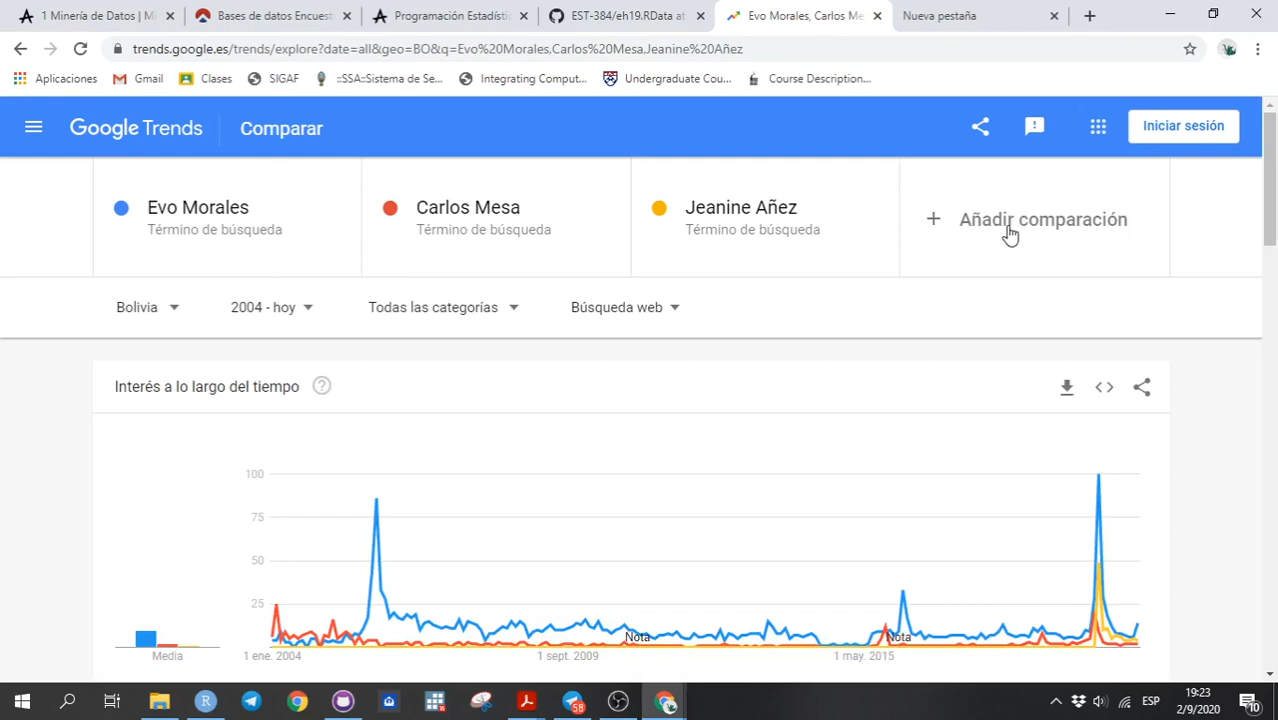 1 Minería de Datos | Mi
Bases de datos Encuest
Programación Estadísti
EST-384/eh19.RData at
Evo Morales, Carlos Me
Nueva pestaña
trends.google.es/trends/explore?date=all&geo=BO&q=Evo%20Morales,Carlos%20Mesa,Jeanine%20Añez
Aplicaciones
Gmail
Clases
SIGAF
::SSA::Sistema de Se...
Integrating Comput...
Undergraduate Cou...
Course Description...
Google Trends
Comparar
Iniciar sesión
Evo Morales
Término de búsqueda
Carlos Mesa
Término de búsqueda
Jeanine Añez
Término de búsqueda
+ Añadir comparación
Bolivia
2004 - hoy
Todas las categorías
Búsqueda web
Interés a lo largo del tiempo
100
75
50
25
Nota
Nota
Media
1 ene. 2004
1 sept. 2009
1 may. 2015
58
ESP
19:23
2/9/2020
10